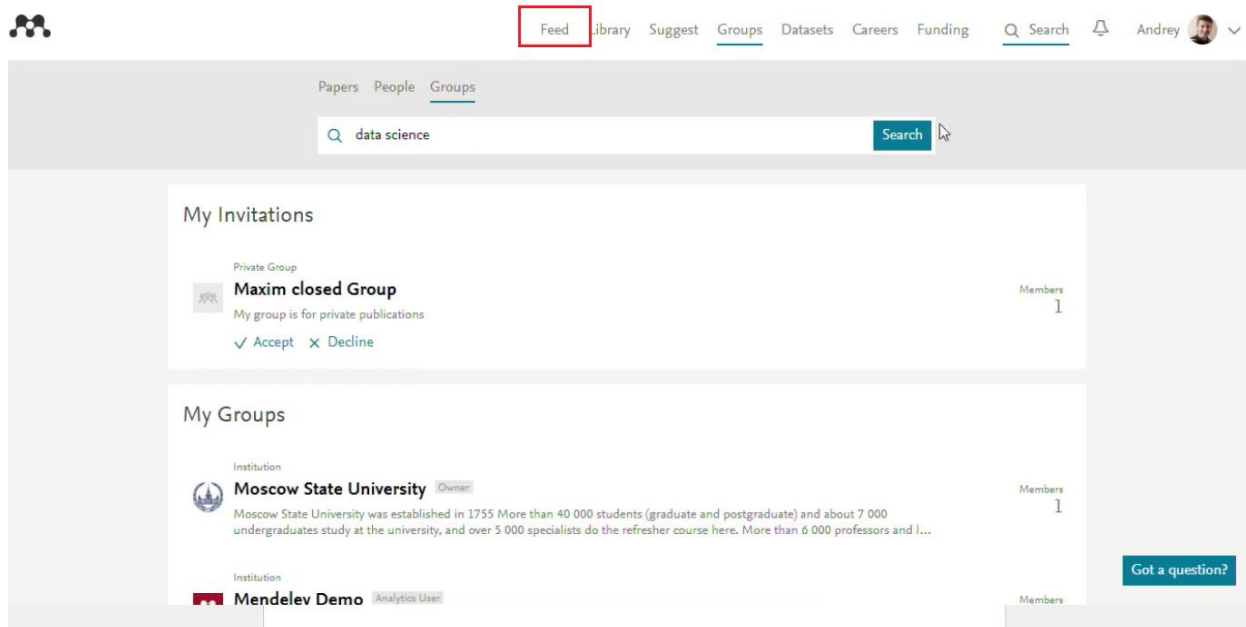 Feed Library Suggest Groups Datasets Careers Funding Search Andrey
Papers People Groups
data science Search
My Invitations
Private Group
Maxim closed Group
Members
1
My group is for private publications
Accept Decline
My Groups
Institution
Moscow State University Owner
Members
1
Moscow State University was established in 1755 More than 40 000 students (graduate and postgraduate) and about 7 000
undergraduates study at the university, and over 5 000 specialists do the refresher course here. More than 6 000 professors and l...
Got a question?
Institution
Mendeley Demo Analytics User
Members